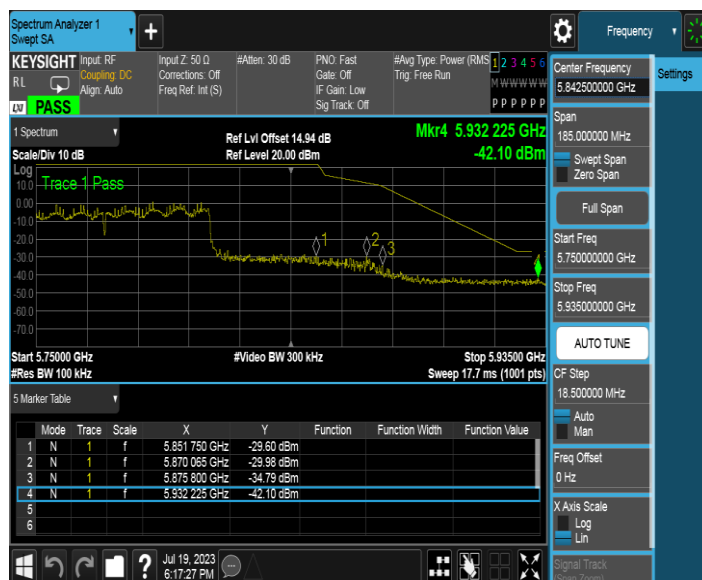 Spectrum Analyzer 1
Swept SA
+
Frequency
KEYSIGHT
RL
LXI PASS
Input: RF
Coupling: DC
Align: Auto
Input Z: 50 Ω
Corrections: Off
Freq Ref: Int (S)
#Atten: 30 dB
PNO: Fast
Gate: Off
IF Gain: Low
Sig Track: Off
#Avg Type: Power (RMS
Trig: Free Run
1 2 3 4 5 6
M W W W W W
P P P P P P
Center Frequency
5.842500000 GHz
Settings
Span
185.000000 MHz
Swept Span
Zero Span
Full Span
Start Freq
5.750000000 GHz
Stop Freq
5.935000000 GHz
AUTO TUNE
CF Step
18.500000 MHz
Auto
Man
Freq Offset
0 Hz
X Axis Scale
Log
Lin
Signal Track
(Span Zoom)
1 Spectrum
Scale/Div 10 dB
Ref Lvl Offset 14.94 dB
Ref Level 20.00 dBm
Mkr4 5.932 225 GHz
-42.10 dBm
Log
Trace 1 Pass
10.0
0.00
-10.0
-20.0
-30.0
-40.0
-50.0
-60.0
-70.0
1
2
3
4
Start 5.75000 GHz
#Res BW 100 kHz
#Video BW 300 kHz
Stop 5.93500 GHz
Sweep 17.7 ms (1001 pts)
5 Marker Table
Mode Trace Scale X Y Function Function Width Function Value
1 N 1 f 5.851 750 GHz -29.60 dBm
2 N 1 f 5.870 065 GHz -29.98 dBm
3 N 1 f 5.875 800 GHz -34.79 dBm
4 N 1 f 5.932 225 GHz -42.10 dBm
5
6
?
Jul 19, 2023
6:17:27 PM